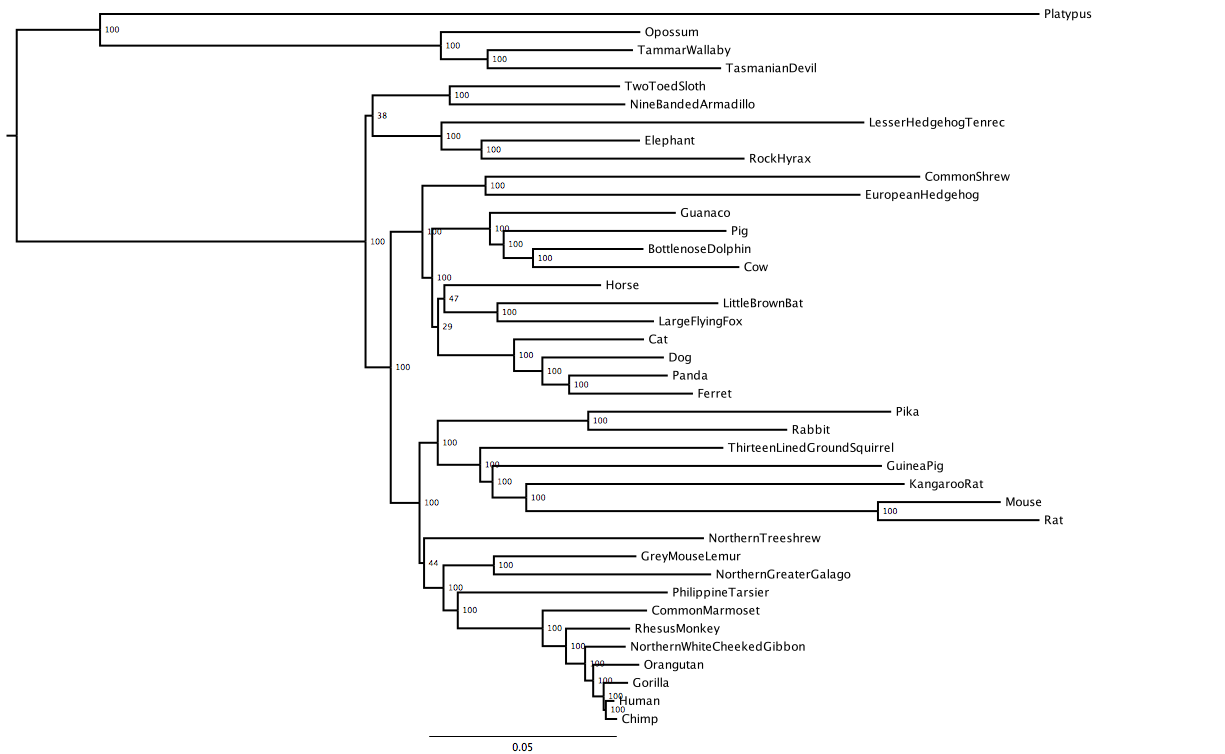 Platypus
100
Opossum
100
TammarWallaby
100
TasmanianDevil
TwoToedSloth
100
NineBandedArmadillo
38
LesserHedgehogTenrec
100
Elephant
100
RockHyrax
CommonShrew
100
EuropeanHedgehog
Guanaco
100
100
Pig
100
100
BottlenoseDolphin
100
Cow
100
Horse
47
LittleBrownBat
100
LargeFlyingFox
29
Cat
100
Dog
100
100
Panda
100
Ferret
Pika
100
Rabbit
100
ThirteenLinedGroundSquirrel
100
GuineaPig
100
KangarooRat
100
Mouse
100
100
Rat
NorthernTreeshrew
GreyMouseLemur
44
100
NorthernGreaterGalago
100
PhilippineTarsier
100
CommonMarmoset
100
RhesusMonkey
100
NorthernWhiteCheekedGibbon
100
Orangutan
100
Gorilla
100
Human
100
Chimp
0.05